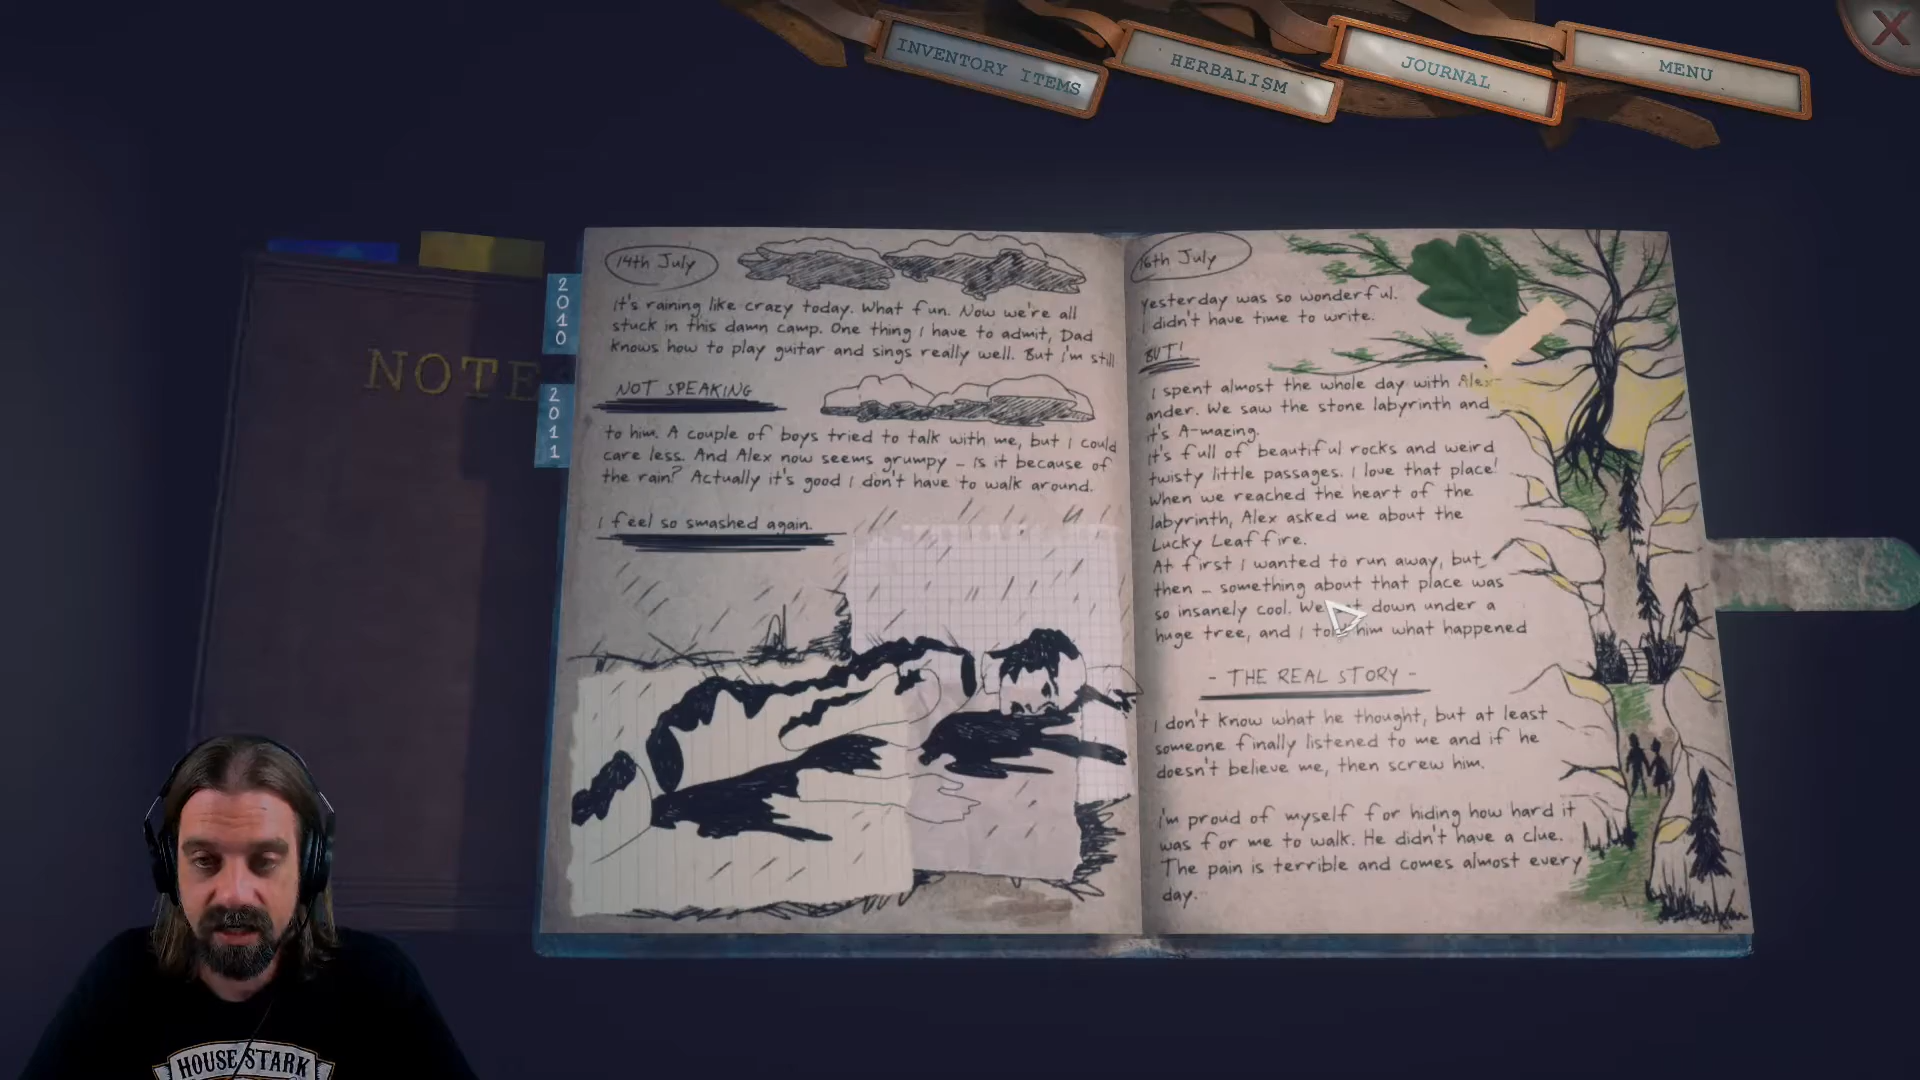 INVENTORY ITEMS
HERBALISM
JOURNAL
MENU
X
NOTE
2010
2011
14th July
It's raining like crazy today. What fun. Now we're all
stuck in this damn camp. One thing I have to admit, Dad
knows how to play guitar and sings really well. But i'm still
NOT SPEAKING
to him. A couple of boys tried to talk with me, but I could
care less. And Alex now seems grumpy - is it because of
the rain? Actually it's good I don't have to walk around.
I feel so smashed again.
16th July
Yesterday was so wonderful.
I didn't have time to write.
BUT!
I spent almost the whole day with Alex-
ander. We saw the stone labyrinth and
it's A-mazing.
It's full of beautiful rocks and weird
twisty little passages. I love that place!
When we reached the heart of the
labyrinth, Alex asked me about the
Lucky Leaf fire.
At first I wanted to run away, but
then - something about that place was
so insanely cool. We down under a
huge tree, and I him what happened
- THE REAL STORY -
I don't know what he thought, but at least
someone finally listened to me and if he
doesn't believe me, then screw him.
I'm proud of myself for hiding how hard it
was for me to walk. He didn't have a clue.
The pain is terrible and comes almost every
day.
HOUSE STARK